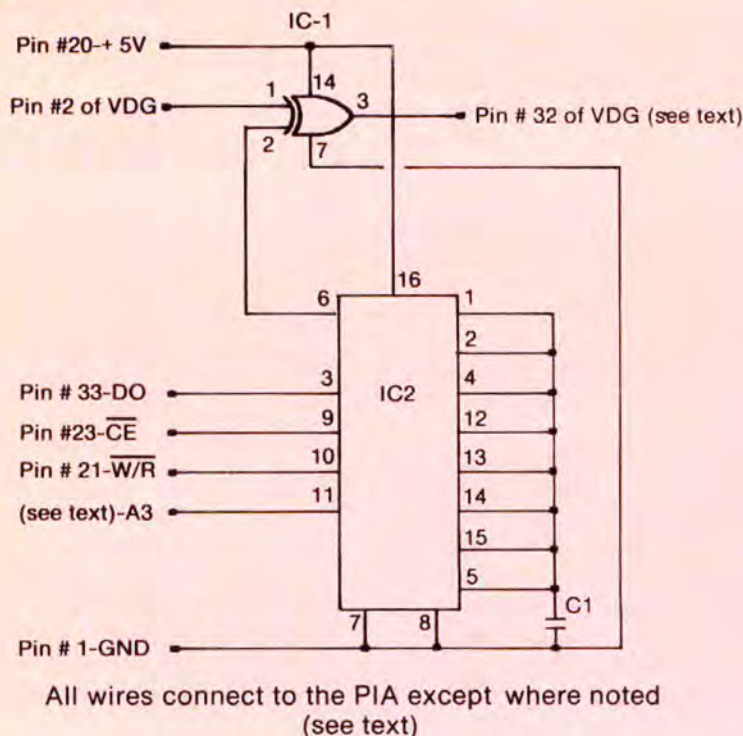 IC-1
Pin #20-+ 5V
14
1
Pin #2 of VDG
3
Pin # 32 of VDG (see text)
2
7
16
6
1
2
3
IC2
4
Pin # 33-DO
9
12
Pin #23-CE
10
13
Pin # 21-W/R
11
14
(see text)-A3
15
5
C1
7
8
Pin # 1-GND
All wires connect to the PIA except where noted
(see text)